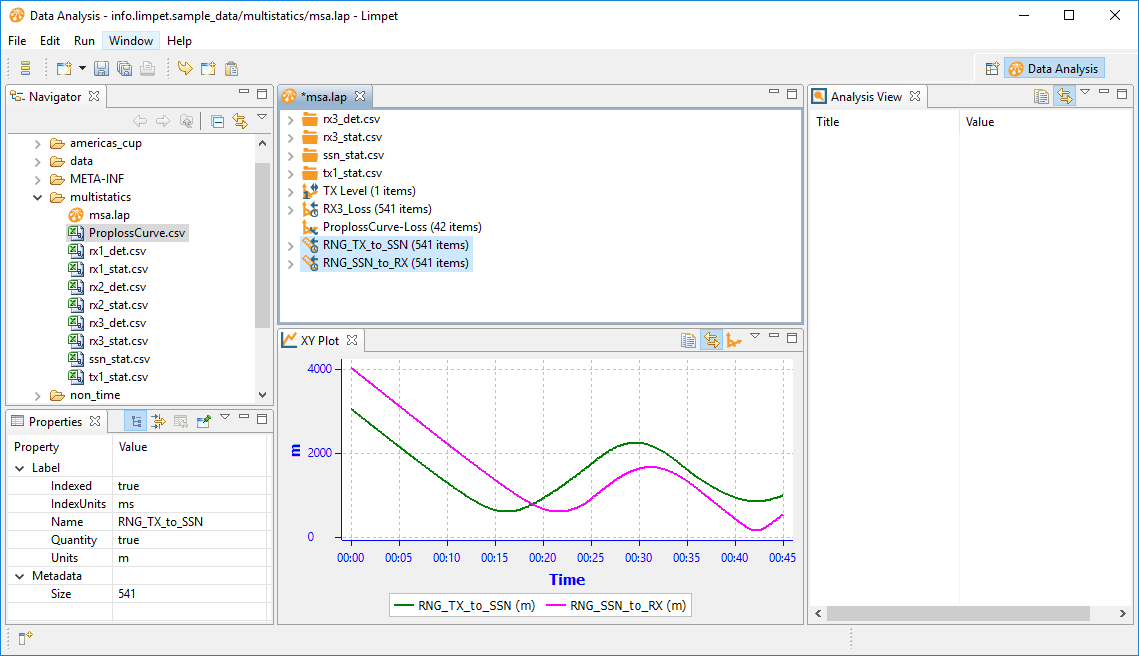 Data Analysis - info.limpet.sample_data/multistatics/msa.lap - Limpet
File Edit Run Window Help
Data Analysis
Navigator
americas_cup
data
META-INF
multistatics
msa.lap
ProplossCurve.csv
rx1_det.csv
rx1_stat.csv
rx2_det.csv
rx2_stat.csv
rx3_det.csv
rx3_stat.csv
ssn_stat.csv
tx1_stat.csv
non_time
Properties
Property Value
Label
Indexed true
IndexUnits ms
Name RNG_TX_to_SSN
Quantity true
Units m
Metadata
Size 541
*msa.lap
rx3_det.csv
rx3_stat.csv
ssn_stat.csv
tx1_stat.csv
TX Level (1 items)
RX3_Loss (541 items)
ProplossCurve-Loss (42 items)
RNG_TX_to_SSN (541 items)
RNG_SSN_to_RX (541 items)
XY Plot
4000
2000
0
m
00:00 00:05 00:10 00:15 00:20 00:25 00:30 00:35 00:40 00:45
Time
RNG_TX_to_SSN (m) RNG_SSN_to_RX (m)
Analysis View
Title Value